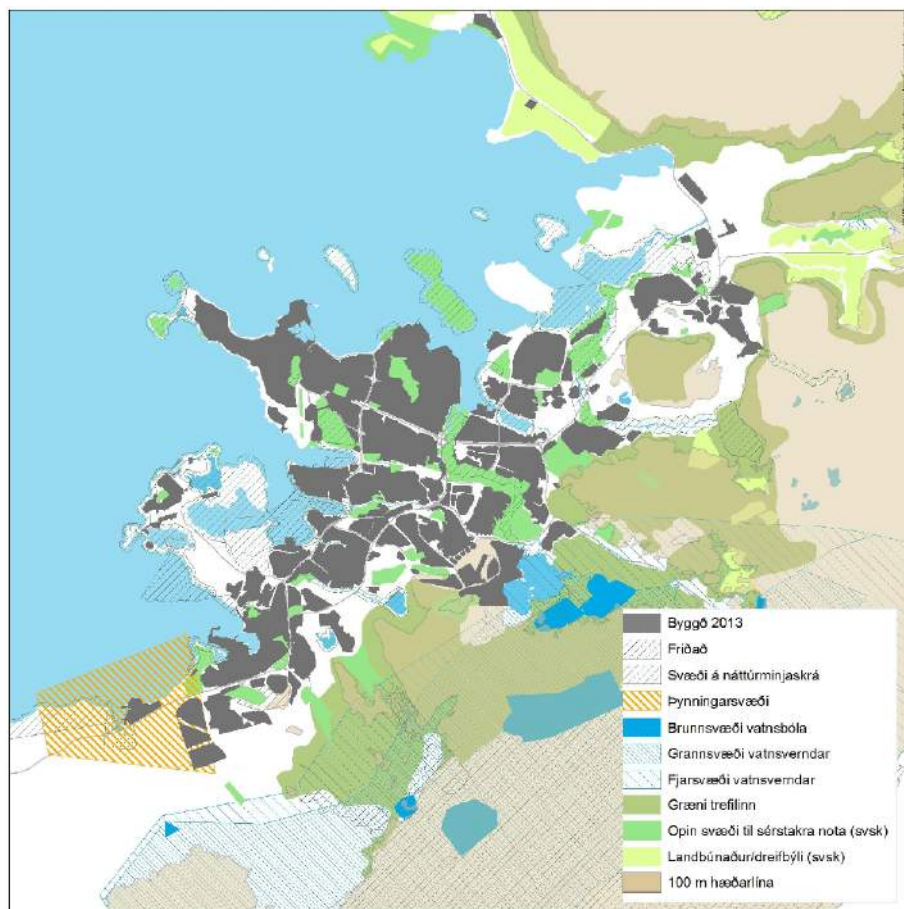 Byggð 2013
Friðað
Svæði á náttúrminjaskrá
Þynningarsvæði
Brunnsvæði vatnsbóla
Grannsvæði vatnsverndar
Fjarsvæði vatnsverndar
Græni trefillinn
Opin svæði til sérstakra nota (svsk)
Landbúnaður/dreifbýli (svsk)
100 m hæðarlína